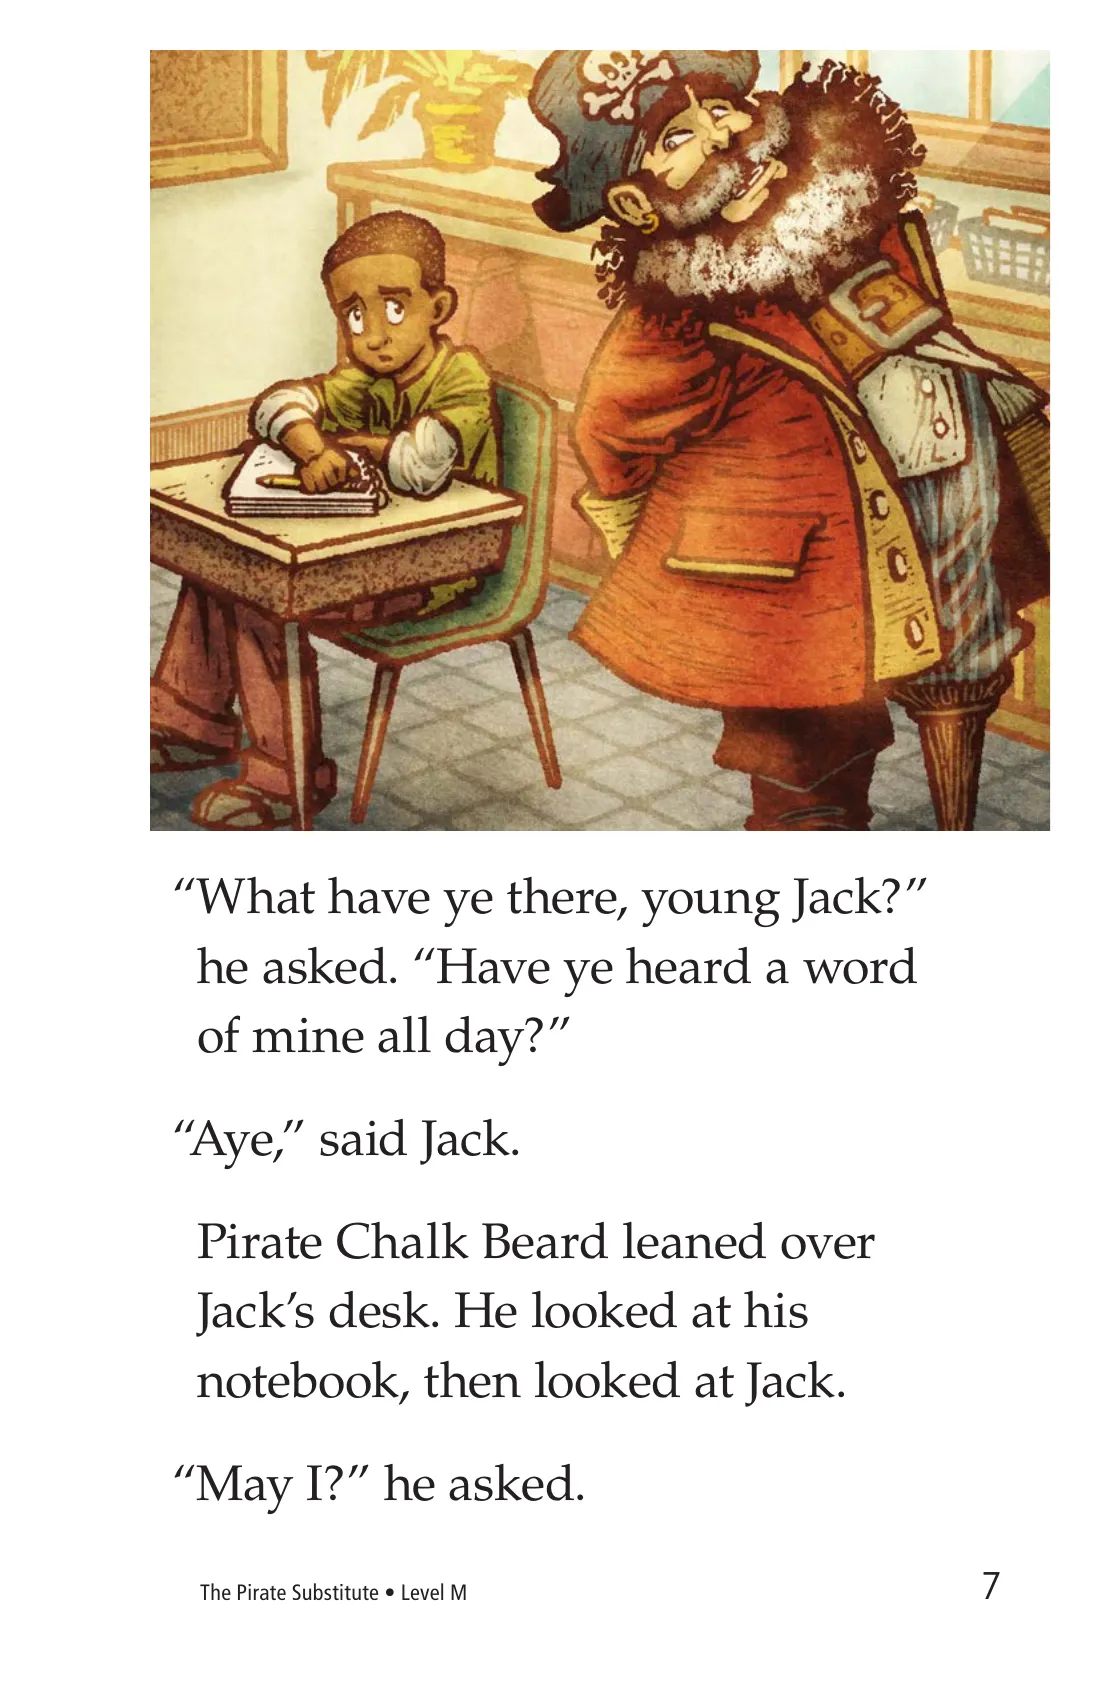 “What have ye there, young Jack?”
he asked. “Have ye heard a word
of mine all day?”
“Aye,” said Jack.
Pirate Chalk Beard leaned over
Jack’s desk. He looked at his
notebook, then looked at Jack.
“May I?” he asked.
The Pirate Substitute • Level M
7